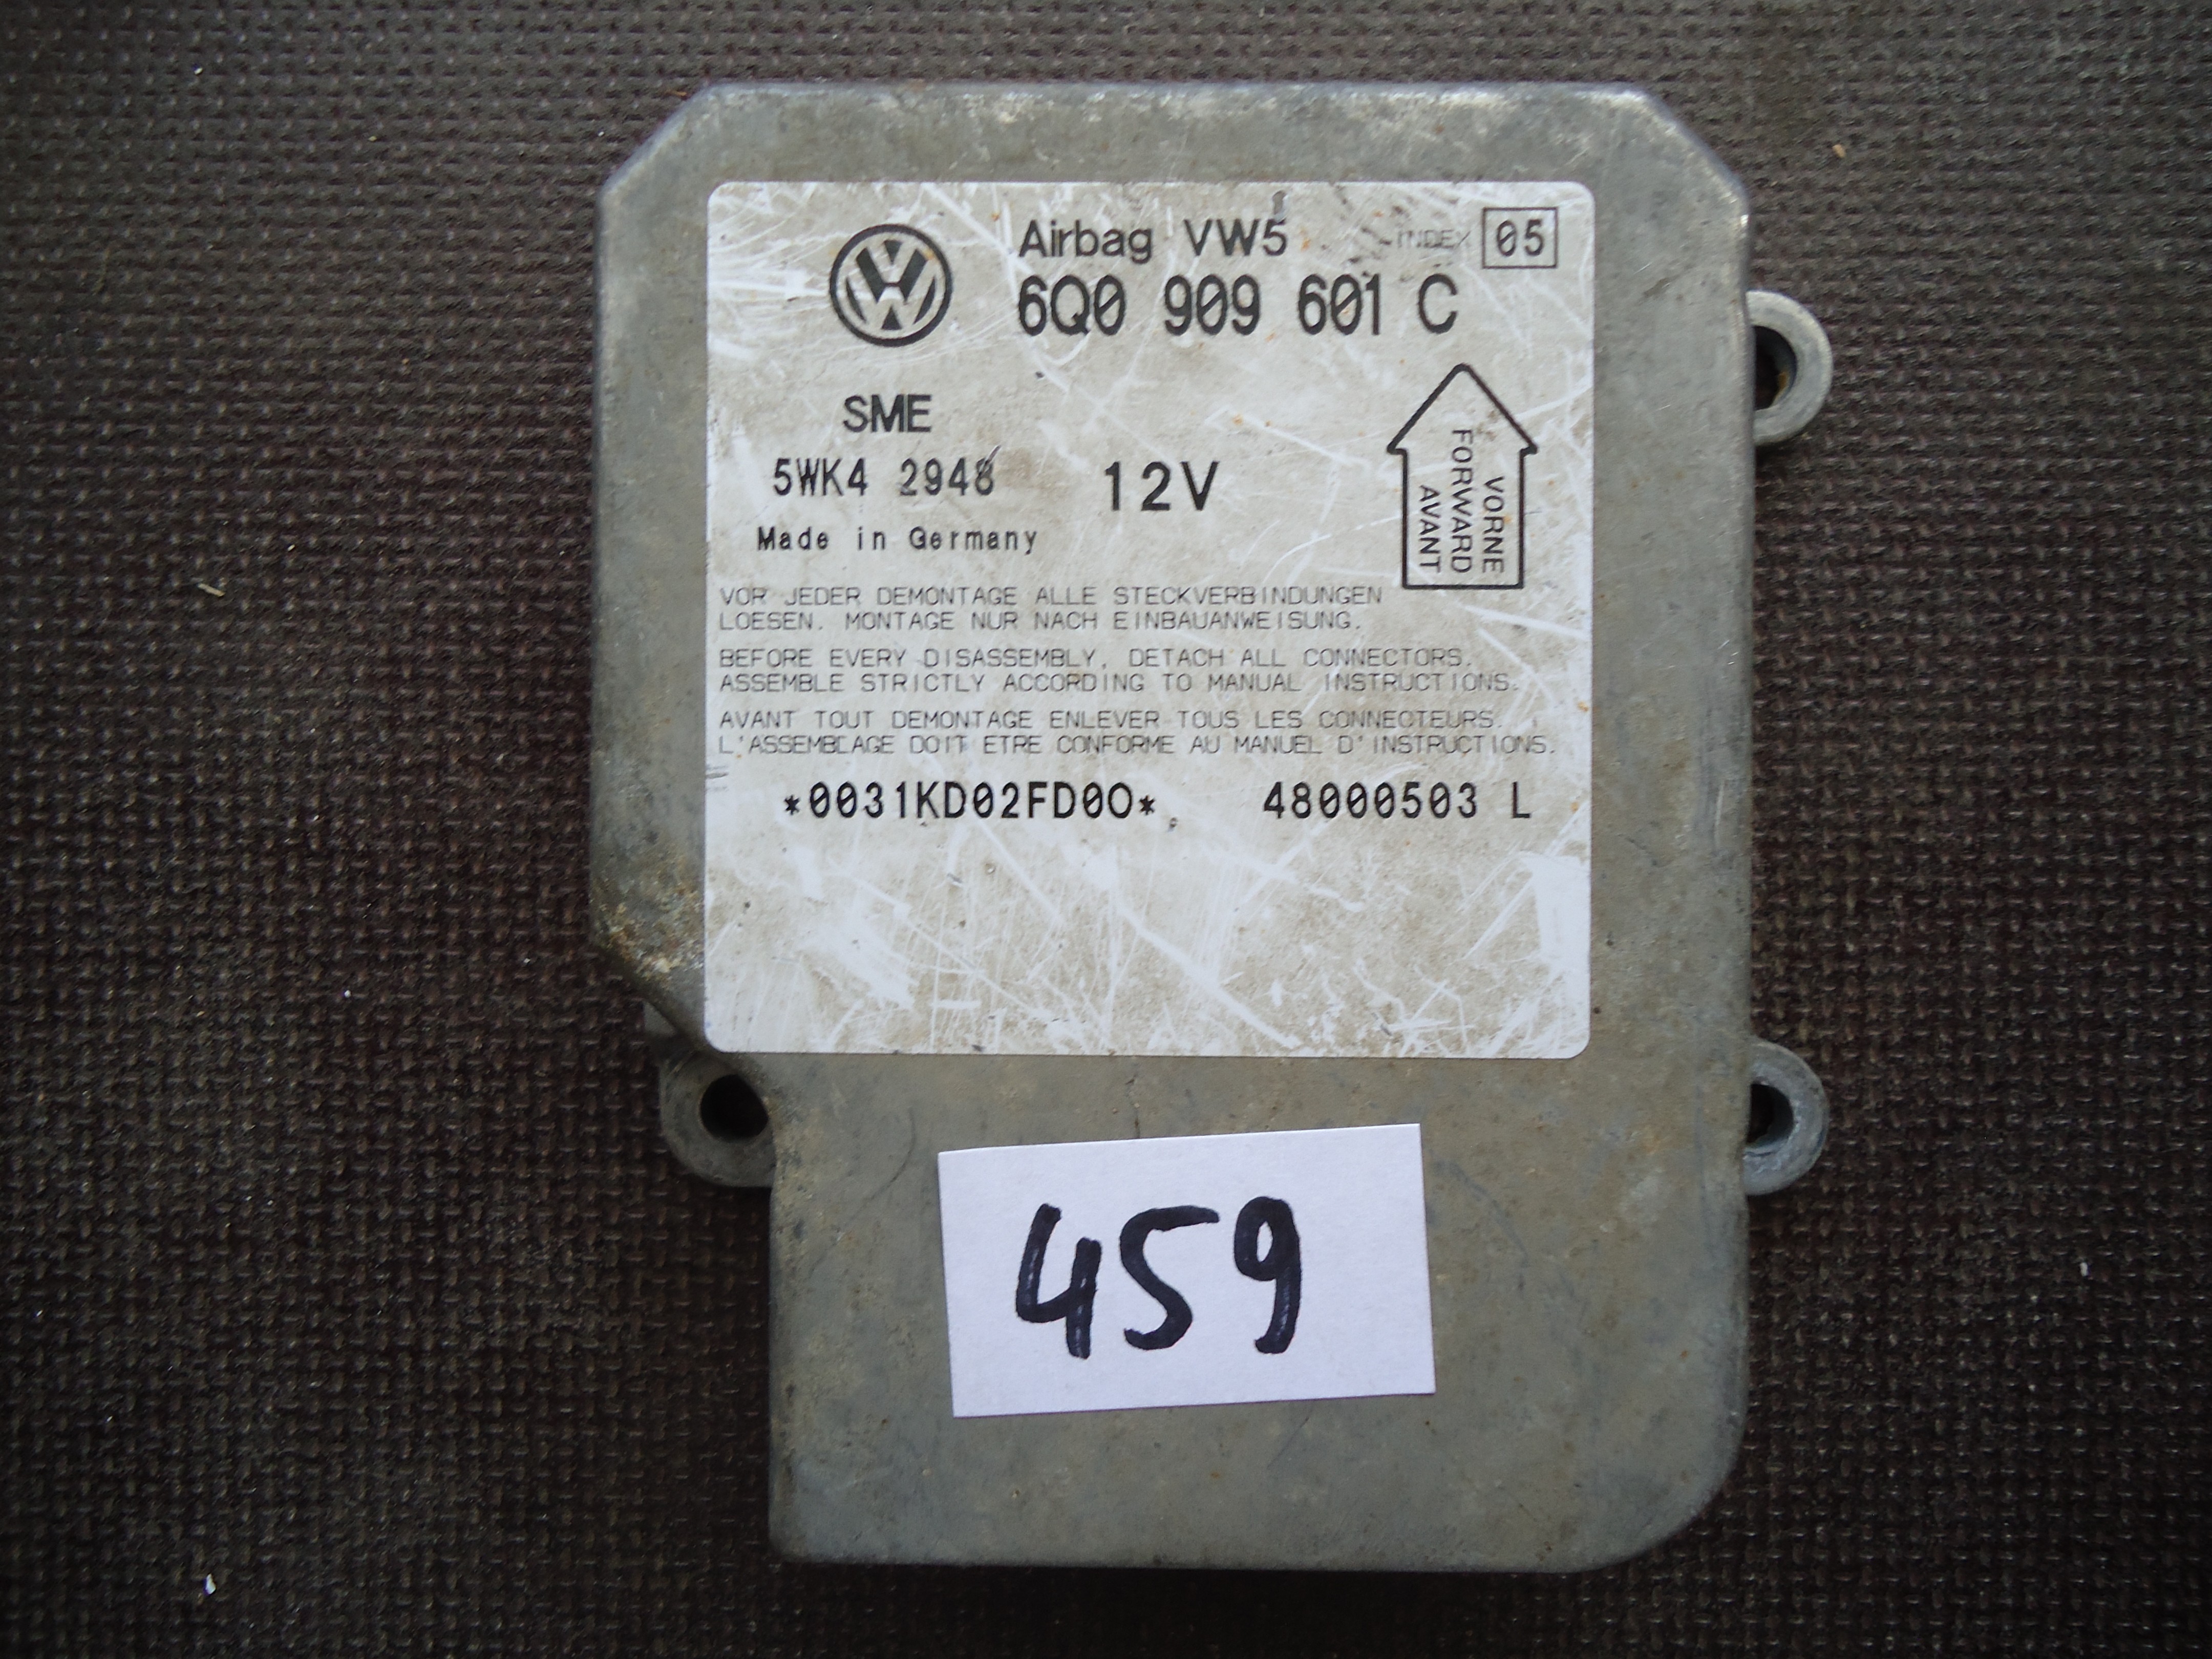 Airbag VW5 INDEX 05
6Q0 909 601 C
SME
5WK4 2948 12V
Made in Germany
VORNE
FORWARD
AVANT
VOR JEDER DEMONTAGE ALLE STECKVERBINDUNGEN
LOESEN. MONTAGE NUR NACH EINBAUANWEISUNG.
BEFORE EVERY DISASSEMBLY, DETACH ALL CONNECTORS.
ASSEMBLE STRICTLY ACCORDING TO MANUAL INSTRUCTIONS.
AVANT TOUT DEMONTAGE ENLEVER TOUS LES CONNECTEURS.
L'ASSEMBLAGE DOIT ETRE CONFORME AU MANUEL D'INSTRUCTIONS.
*0031KD02FD0O* 48000503 L
459